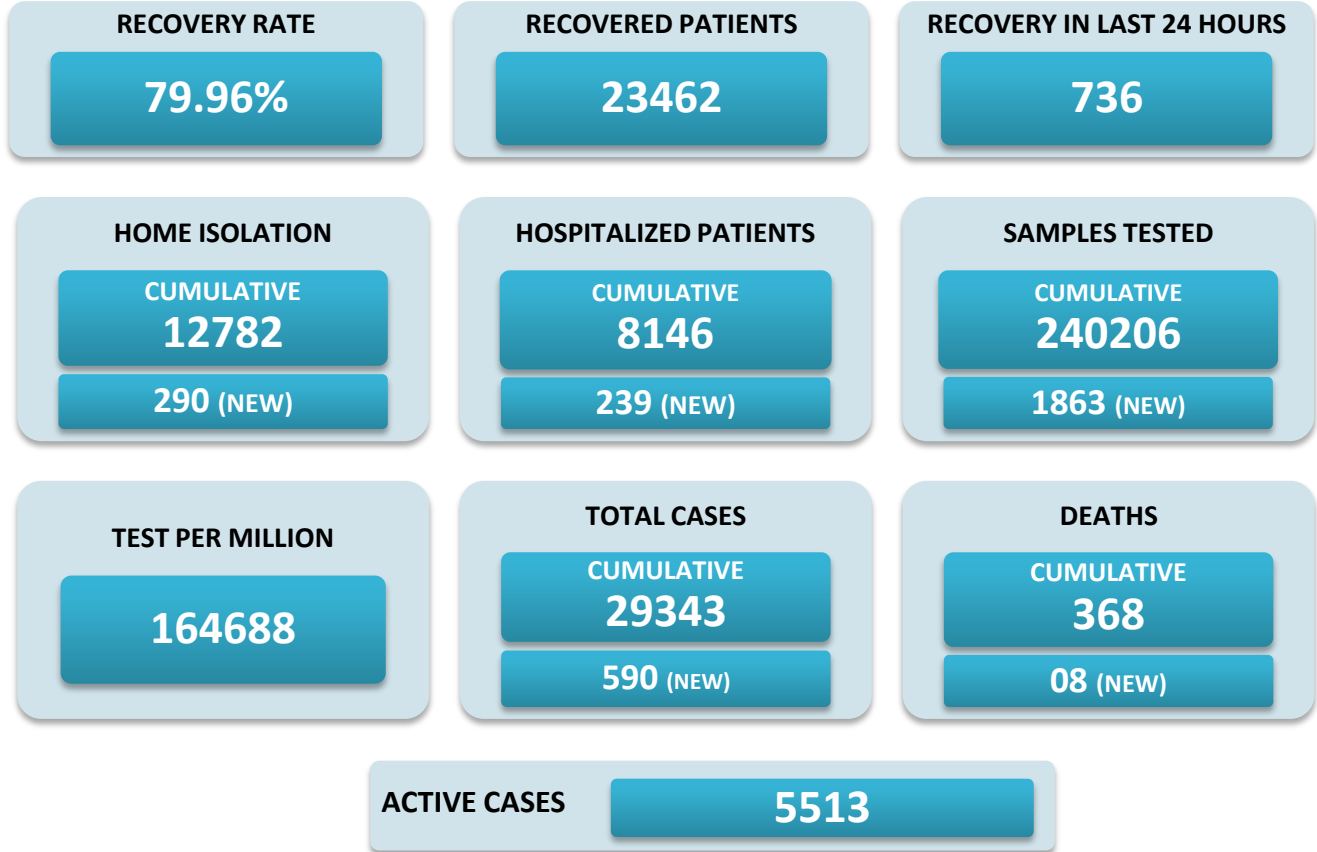 RECOVERY RATE
79.96%
RECOVERED PATIENTS
23462
RECOVERY IN LAST 24 HOURS
736
HOME ISOLATION
CUMULATIVE
12782
290 (NEW)
HOSPITALIZED PATIENTS
CUMULATIVE
8146
239 (NEW)
SAMPLES TESTED
CUMULATIVE
240206
1863 (NEW)
TEST PER MILLION
164688
TOTAL CASES
CUMULATIVE
29343
590 (NEW)
DEATHS
CUMULATIVE
368
08 (NEW)
ACTIVE CASES
5513